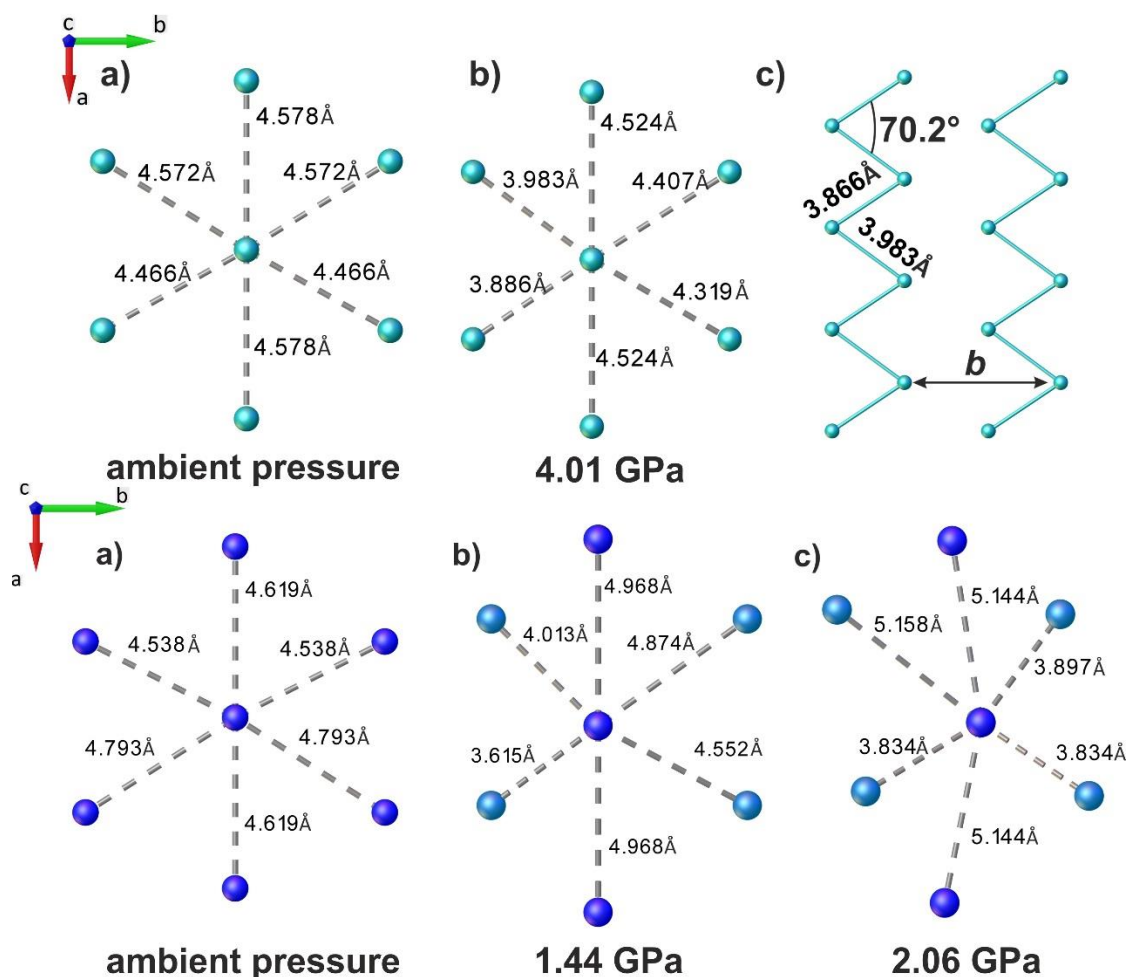 c
b
a
a)
4.578Å
4.572Å
4.572Å
4.466Å
4.466Å
4.578Å
ambient pressure
b)
4.524Å
3.983Å
4.407Å
3.886Å
4.319Å
4.524Å
4.01 GPa
c)
70.2°
3.866Å
3.983Å
b
c
b
a
a)
4.619Å
4.538Å
4.538Å
4.793Å
4.793Å
4.619Å
ambient pressure
b)
4.968Å
4.013Å
4.874Å
3.615Å
4.552Å
4.968Å
1.44 GPa
c)
5.144Å
5.158Å
3.897Å
3.834Å
3.834Å
5.144Å
2.06 GPa